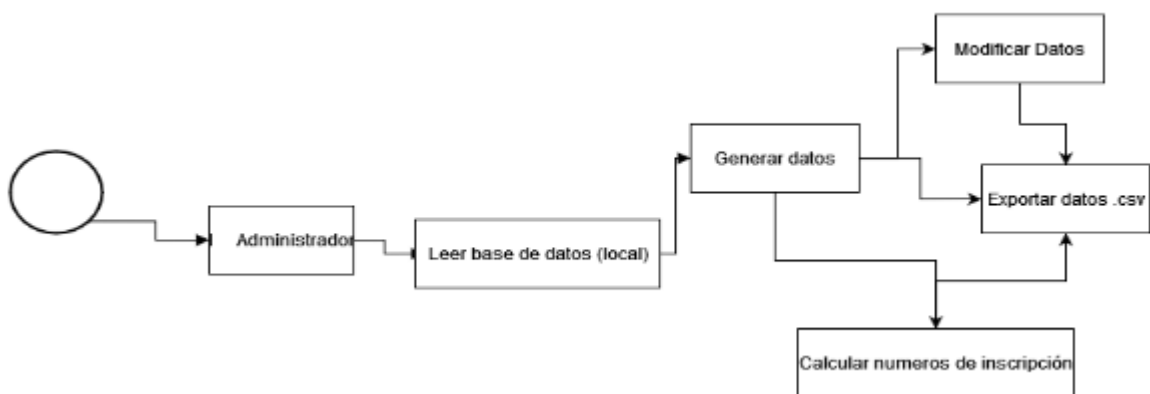 Modificar Datos
Generar datos
Exportar datos .csv
Administrador
Leer base de datos (local)
Calcular numeros de inscripción